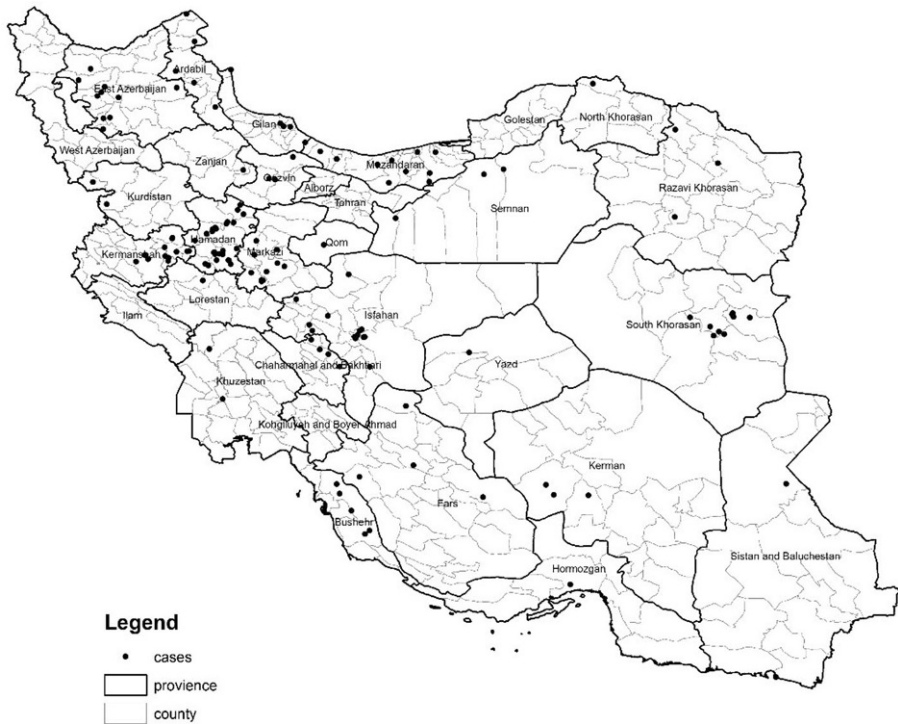 Ardabil
East Azerbaijan
Golestan
North Khorasan
Gilan
West Azerbaijan
Zanjan
Mazandaran
Qazvin
Alborz
Razavi Khorasan
Kurdistan
Tehran
Semnan
Hamadan
Qom
Kermanshah
Markazi
Lorestan
Ilam
Isfahan
South Khorasan
Chaharmahal and Bakhtiari
Yazd
Khuzestan
Kohgiluyah and Boyer Ahmad
Kerman
Fars
Bushehr
Sistan and Baluchestan
Hormozgan
Legend
cases
provience
county